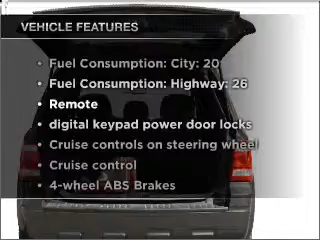 VEHICLE FEATURES
• Fuel Consumption: City: 20
• Fuel Consumption: Highway: 26
• Remote
• digital keypad power door locks
• Cruise controls on steering wheel
• Cruise control
• 4-wheel ABS Brakes